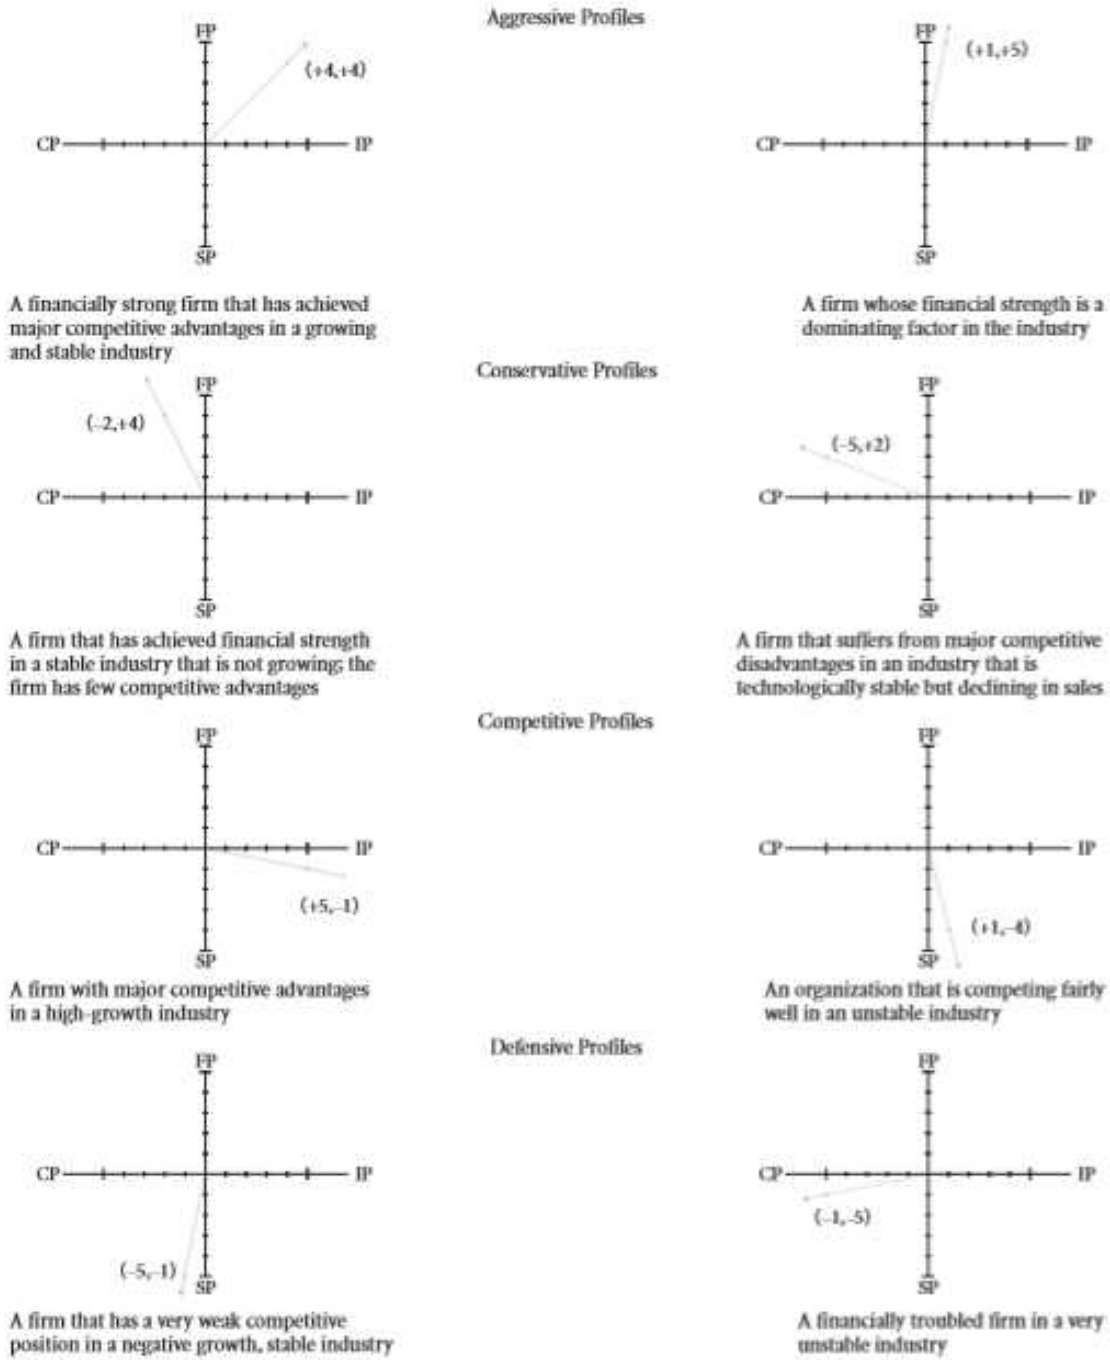 Aggressive Profiles
FP
(+4,+4)
CP
IP
SP
A financially strong firm that has achieved
major competitive advantages in a growing
and stable industry
FP
(+1,+5)
CP
IP
SP
A firm whose financial strength is a
dominating factor in the industry
Conservative Profiles
FP
(–2,+4)
CP
IP
SP
A firm that has achieved financial strength
in a stable industry that is not growing; the
firm has few competitive advantages
FP
(–5,+2)
CP
IP
SP
A firm that suffers from major competitive
disadvantages in an industry that is
technologically stable but declining in sales
Competitive Profiles
FP
CP
IP
(+5,–1)
SP
A firm with major competitive advantages
in a high-growth industry
FP
CP
IP
(+1,–4)
SP
An organization that is competing fairly
well in an unstable industry
Defensive Profiles
FP
CP
IP
(–5,–1)
SP
A firm that has a very weak competitive
position in a negative growth, stable industry
FP
CP
IP
(–1,–5)
SP
A financially troubled firm in a very
unstable industry